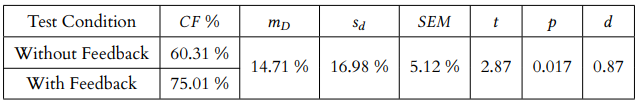 Test Condition CF % m_D s_d SEM t p d
Without Feedback 60.31 % 14.71 % 16.98 % 5.12 % 2.87 0.017 0.87
With Feedback 75.01 %